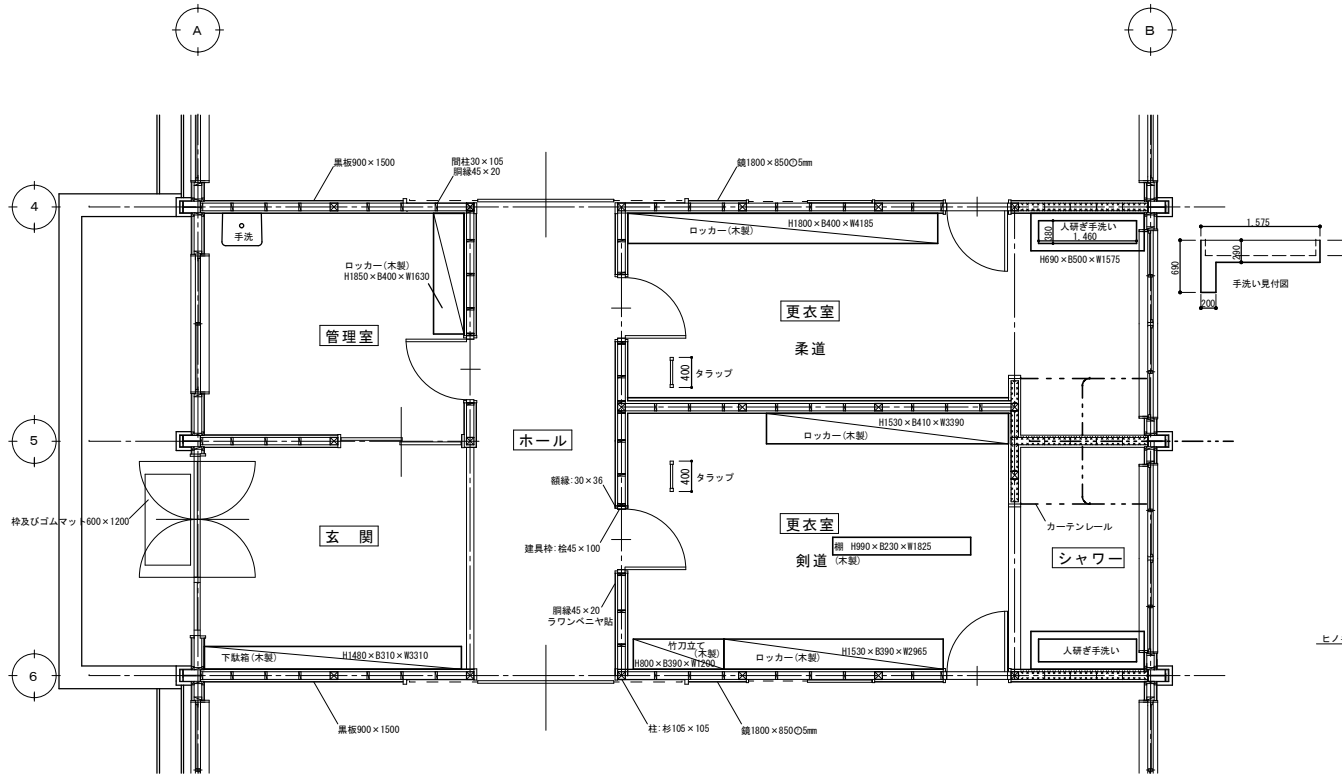 A
B
黒板900×1500
間柱30×105
胴縁45×20
鏡1800×850⊙5mm
4
手洗
ロッカー(木製)
H1850×B400×W1630
ロッカー(木製)
H1800×B400×W4185
人研ぎ手洗い
1,460
380
H690×B500×W1575
1,575
690
290
200
手洗い見付図
管理室
更衣室
柔道
400
タラップ
5
ホール
ロッカー(木製)
H1530×B410×W3390
400
タラップ
額縁:30×36
枠及びゴムマット600×1200
玄 関
建具枠:桧45×100
更衣室
剣道
棚 H990×B230×W1825
(木製)
カーテンレール
シャワー
胴縁45×20
ラワンベニヤ貼
下駄箱(木製)
H1480×B310×W3310
竹刀立て
(木製)
H800×B390×W1200
ロッカー(木製)
H1530×B390×W2965
人研ぎ手洗い
ヒノ
6
黒板900×1500
柱:杉105×105
鏡1800×850⊙5mm